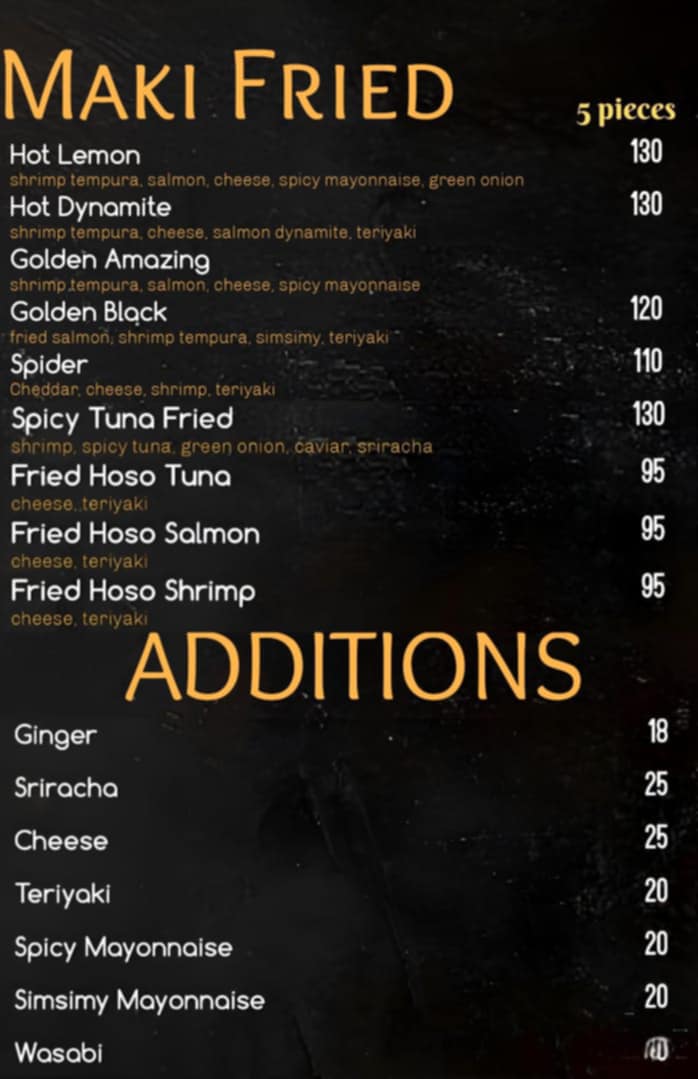 MAKI FRIED
5 pieces
Hot Lemon 130
shrimp tempura, salmon, cheese, spicy mayonnaise, green onion
Hot Dynamite 130
shrimp tempura, cheese, salmon dynamite, teriyaki
Golden Amazing
shrimp tempura, salmon, cheese, spicy mayonnaise
Golden Black 120
fried salmon, shrimp tempura, simsimy, teriyaki
Spider 110
Cheddar, cheese, shrimp, teriyaki
Spicy Tuna Fried 130
shrimp, spicy tuna, green onion, caviar, sriracha
Fried Hoso Tuna 95
cheese, teriyaki
Fried Hoso Salmon 95
cheese, teriyaki
Fried Hoso Shrimp 95
cheese, teriyaki
ADDITIONS
Ginger 18
Sriracha 25
Cheese 25
Teriyaki 20
Spicy Mayonnaise 20
Simsimy Mayonnaise 20
Wasabi